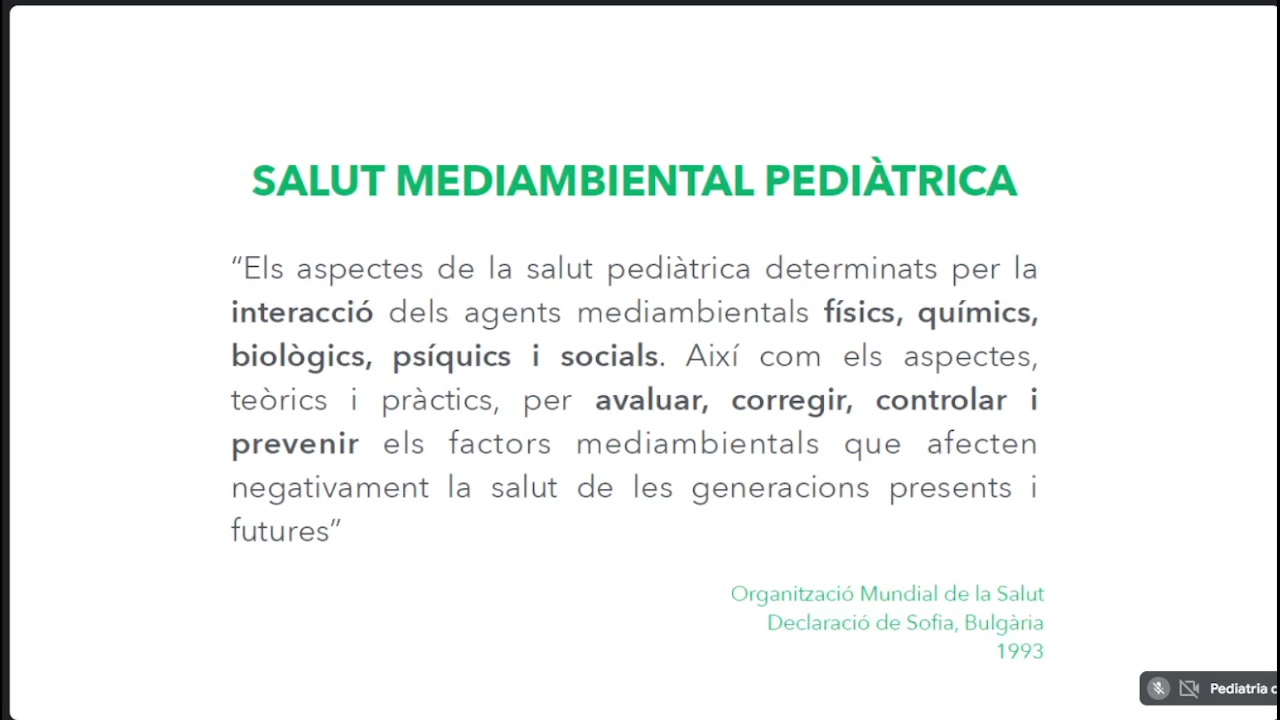 SALUT MEDIAMBIENTAL PEDIÀTRICA
“Els aspectes de la salut pediàtrica determinats per la
interacció dels agents mediambientals físics, químics,
biològics, psíquics i socials. Així com els aspectes,
teòrics i pràctics, per avaluar, corregir, controlar i
prevenir els factors mediambientals que afecten
negativament la salut de les generacions presents i
futures”
Organització Mundial de la Salut
Declaració de Sofia, Bulgària
1993
Pediatria